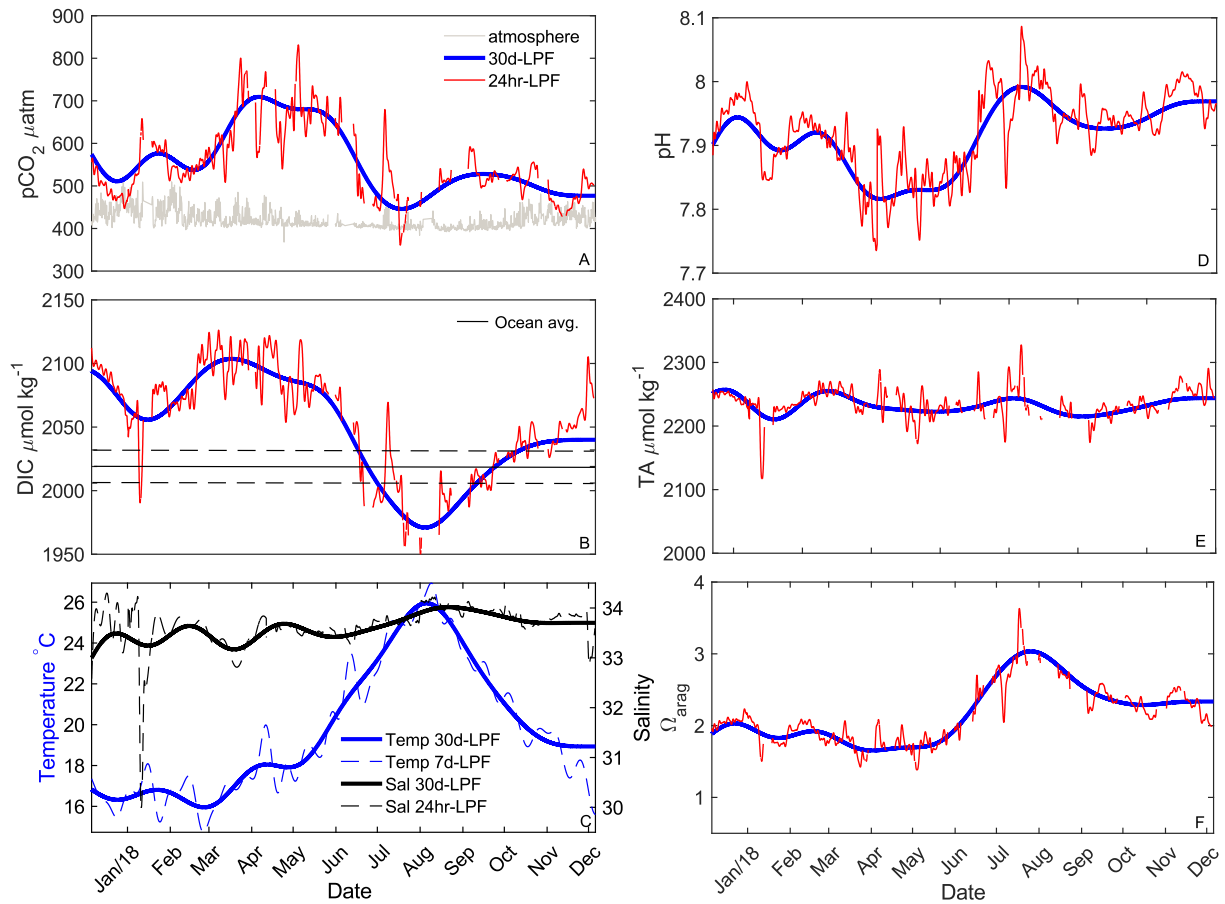 900
800
700
600
500
400
300
pCO2 μatm
atmosphere
30d-LPF
24hr-LPF
A
2150
2100
2050
2000
1950
DIC μmol kg-1
Ocean avg.
B
26
24
22
20
18
16
Temperature °C
34
33
32
31
30
Salinity
Temp 30d-LPF
Temp 7d-LPF
Sal 30d-LPF
Sal 24hr-LPF
C
Jan/18
Feb
Mar
Apr
May
Jun
Jul
Aug
Sep
Oct
Nov
Dec
Date
8.1
8
7.9
7.8
7.7
pH
D
2400
2300
2200
2100
2000
TA μmol kg-1
E
4
3
2
1
Ωarag
F
Jan/18
Feb
Mar
Apr
May
Jun
Jul
Aug
Sep
Oct
Nov
Dec
Date